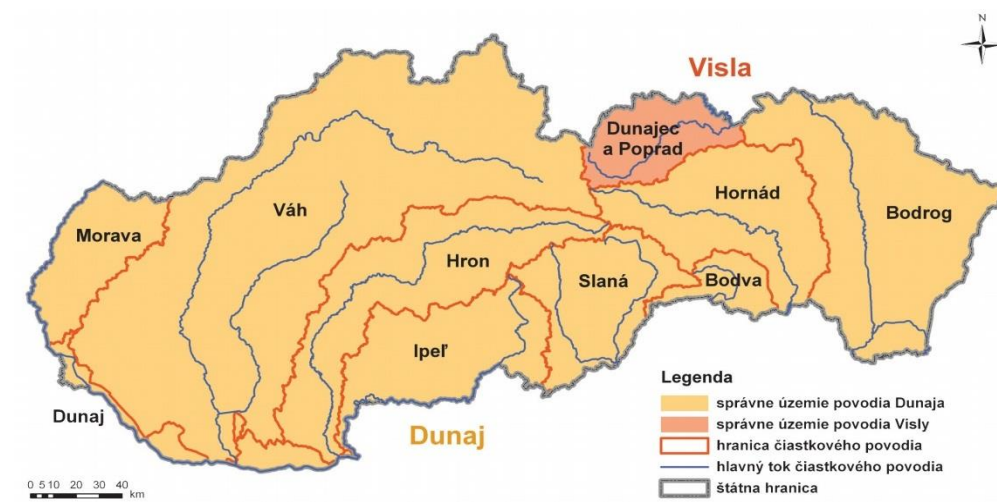 N
Visla
Dunajec
a Poprad
Hornád
Bodrog
Váh
Morava
Hron
Slaná
Bodva
Ipeľ
Dunaj
Dunaj
Legenda
správne územie povodia Dunaja
správne územie povodia Visly
hranica čiastkového povodia
hlavný tok čiastkového povodia
štátna hranica
0 5 10 20 30 40
km